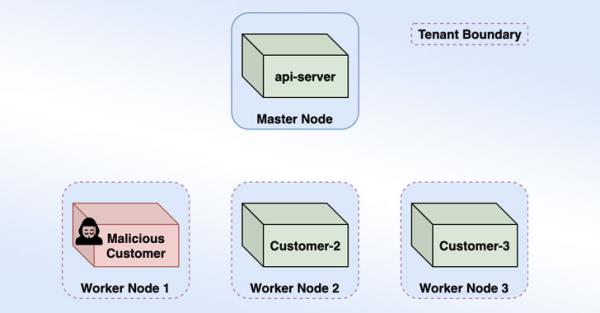 Tenant Boundary
api-server
Master Node
Malicious
Customer
Customer-2
Customer-3
Worker Node 1
Worker Node 2
Worker Node 3